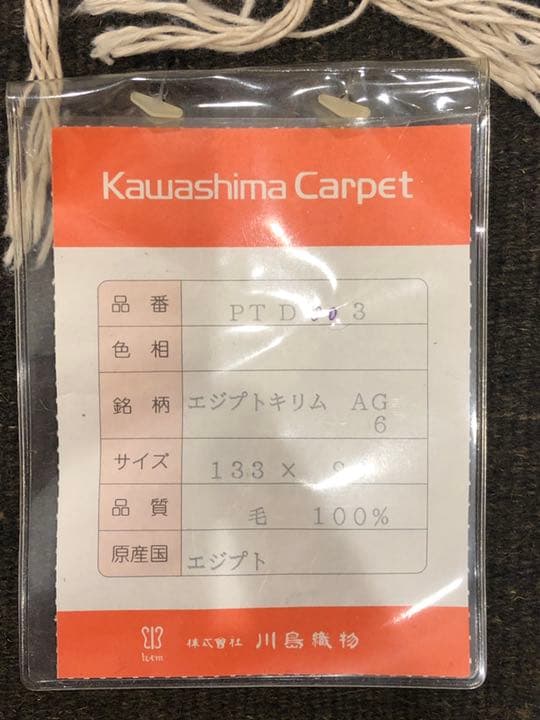 Kawashima Carpet
品番 PTD003
色相
銘柄 エジプトキリム AG
6
サイズ 133×
品質 毛 100%
原産国 エジプト
株式會社 川島織物